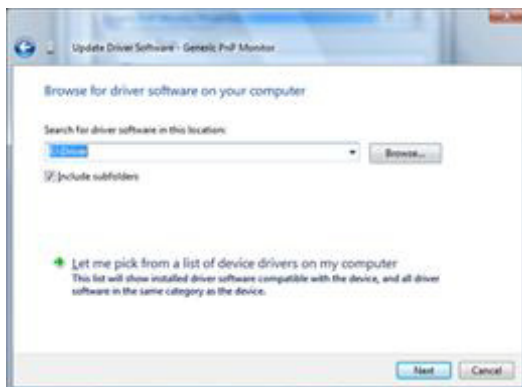 Update Driver Software - Generic PnP Monitor
Browse for driver software on your computer
Search for driver software in this location:
Browse...
Include subfolders
Let me pick from a list of device drivers on my computer
This list will show installed driver software compatible with the device, and all driver
software in the same category as the device.
Next
Cancel